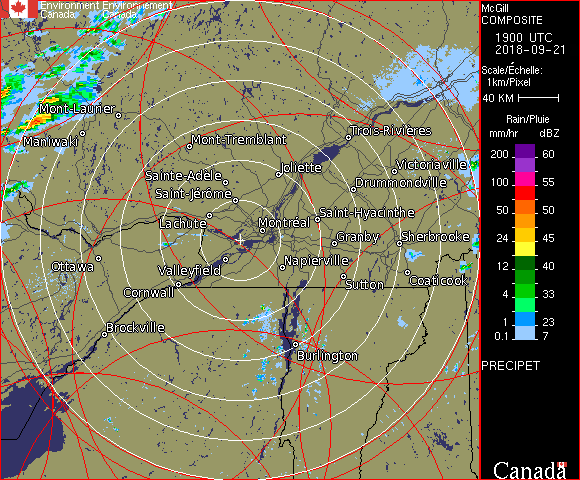 Environment Environnement
Canada Canada
McGill
COMPOSITE
1900 UTC
2018-09-21
Scale/Échelle:
1km/Pixel
40 KM
Rain/Pluie
mm/hr dBZ
200 60
100 55
50 50
24 45
12 40
4 33
1 23
0.1 7
PRECIPET
Canada
Mont-Laurier
Maniwaki
Mont-Tremblant
Trois-Rivières
Sainte-Adèle
Joliette
Victoriaville
Saint-Jérôme
Drummondville
Lachute
Montréal
Saint-Hyacinthe
Granby
Sherbrooke
Ottawa
Valleyfield
Napierville
Cornwall
Sutton
Coaticook
Brockville
Burlington